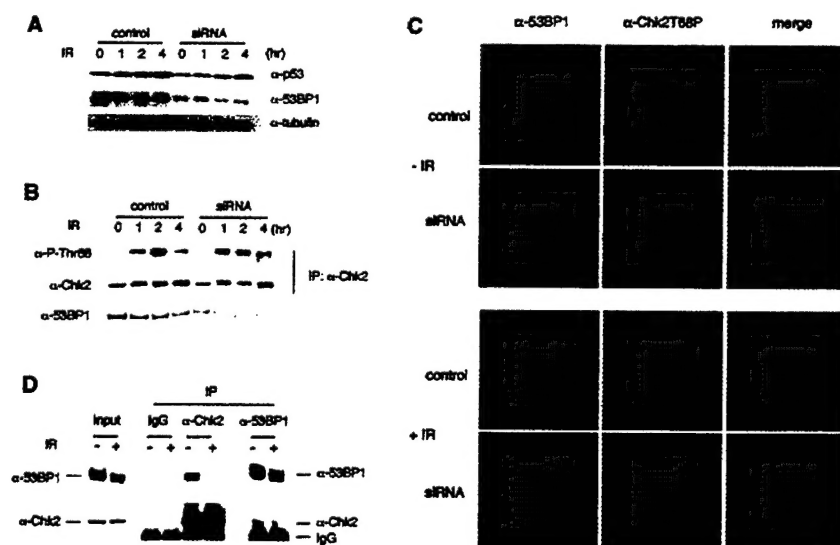 A
control siRNA
IR 0 1 2 4 0 1 2 4 (hr)
α-p53
α-53BP1
α-tubulin
B
control siRNA
IR 0 1 2 4 0 1 2 4 (hr)
α-P-Thr68
α-Chk2
IP: α-Chk2
α-53BP1
D
IP
Input IgG α-Chk2 α-53BP1
IR - + - + - + - +
α-53BP1 α-53BP1
α-Chk2 α-Chk2
IgG
C
α-53BP1 α-Chk2T68P merge
control
- IR
siRNA
control
+ IR
siRNA